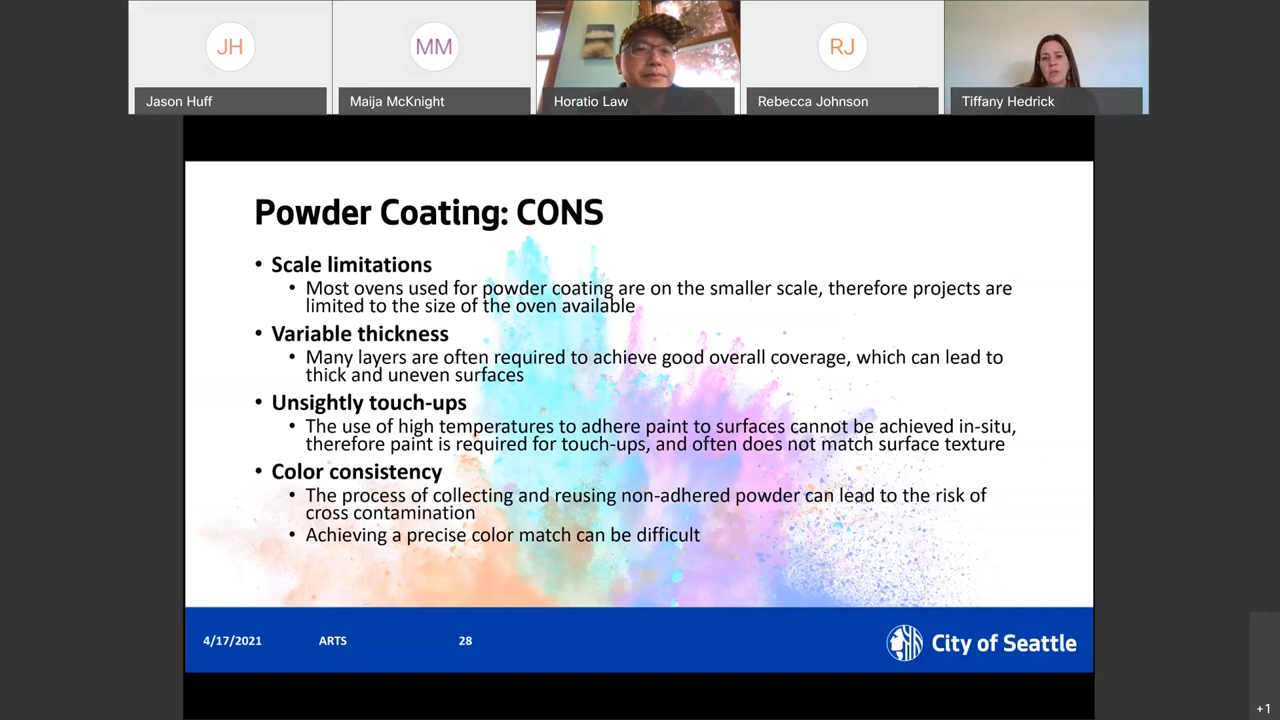 JH
MM
RJ
Jason Huff
Maija McKnight
Horatio Law
Rebecca Johnson
Tiffany Hedrick
Powder Coating: CONS
• Scale limitations
• Most ovens used for powder coating are on the smaller scale, therefore projects are
limited to the size of the oven available
• Variable thickness
• Many layers are often required to achieve good overall coverage, which can lead to
thick and uneven surfaces
• Unsightly touch-ups
• The use of high temperatures to adhere paint to surfaces cannot be achieved in-situ,
therefore paint is required for touch-ups, and often does not match surface texture
• Color consistency
• The process of collecting and reusing non-adhered powder can lead to the risk of
cross contamination
• Achieving a precise color match can be difficult
4/17/2021 ARTS 28
City of Seattle
+1